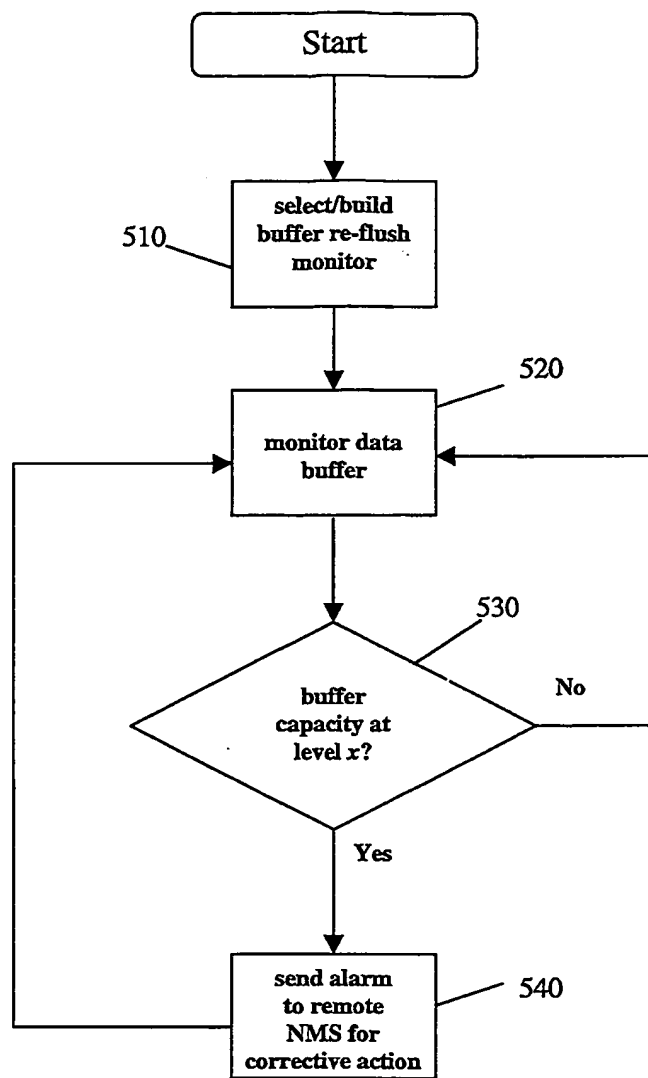 Start
select/build
buffer re-flush
monitor
510
520
monitor data
buffer
530
buffer
capacity at
level x?
No
Yes
send alarm
to remote
NMS for
corrective action
540